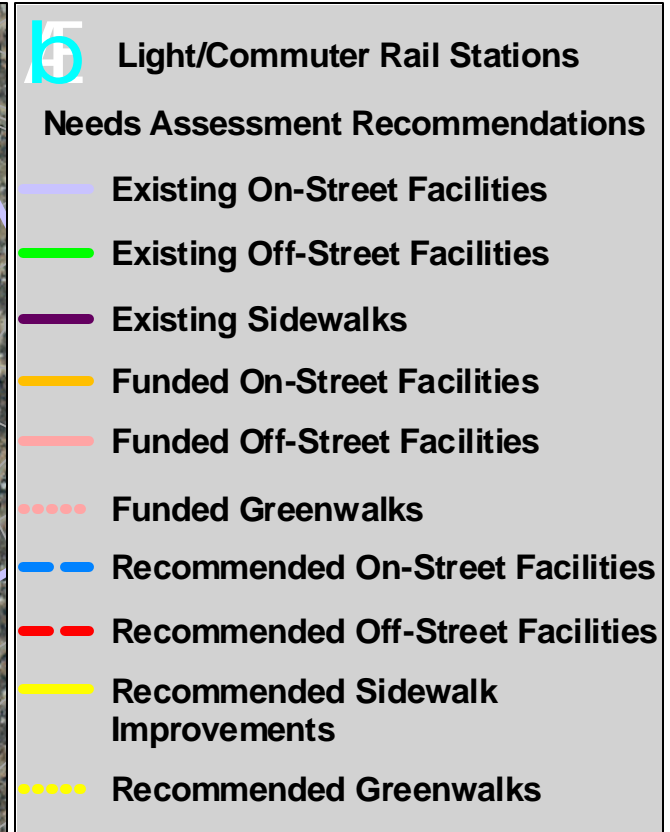 Light/Commuter Rail Stations
Needs Assessment Recommendations
Existing On-Street Facilities
Existing Off-Street Facilities
Existing Sidewalks
Funded On-Street Facilities
Funded Off-Street Facilities
Funded Greenwalks
Recommended On-Street Facilities
Recommended Off-Street Facilities
Recommended Sidewalk
Improvements
Recommended Greenwalks